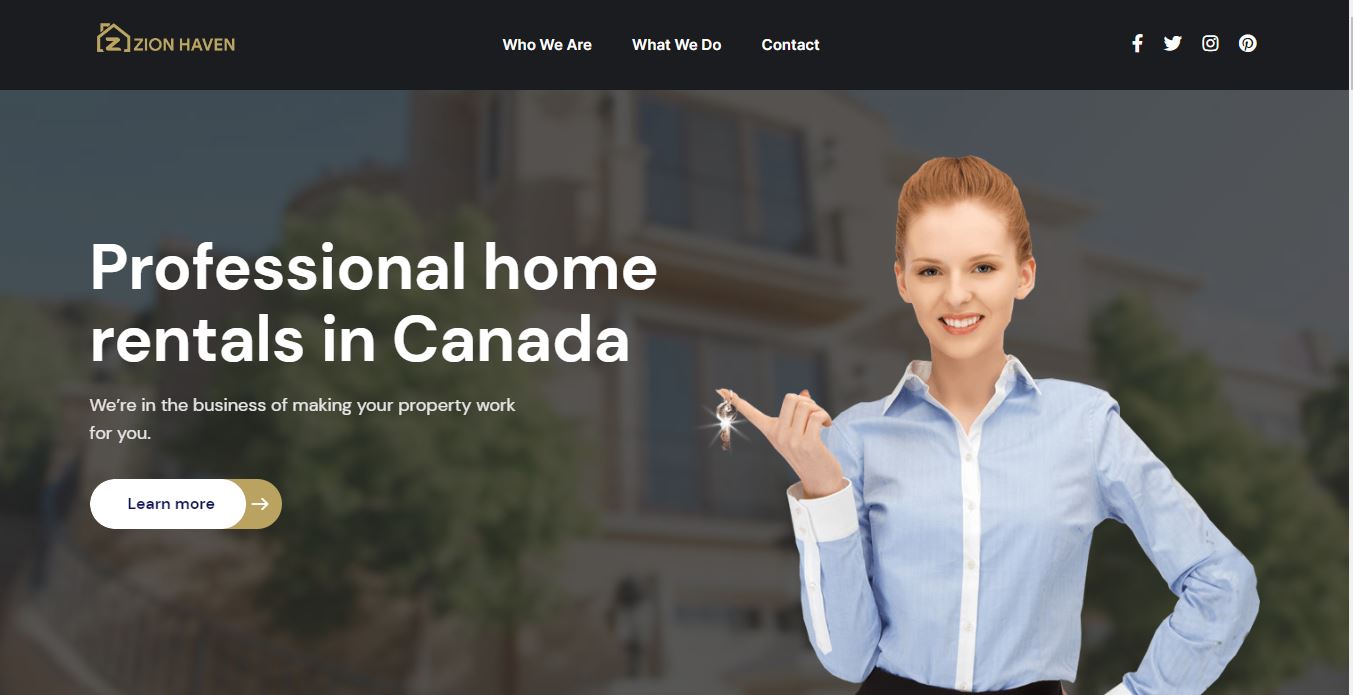 ZION HAVEN
Who We Are
What We Do
Contact
Professional home
rentals in Canada
We’re in the business of making your property work
for you.
Learn more